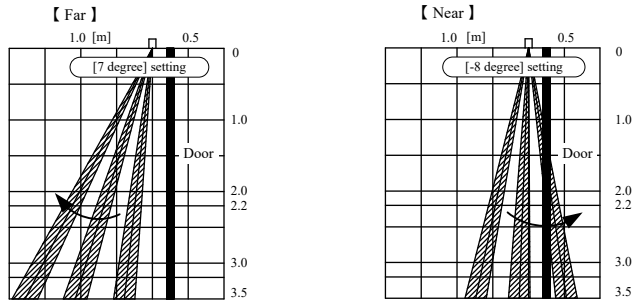 【 Far 】
1.0 [m] 0.5
0
[7 degree] setting
1.0
Door
2.0
2.2
3.0
3.5
【 Near 】
1.0 [m] 0.5
0
[-8 degree] setting
1.0
Door
2.0
2.2
3.0
3.5